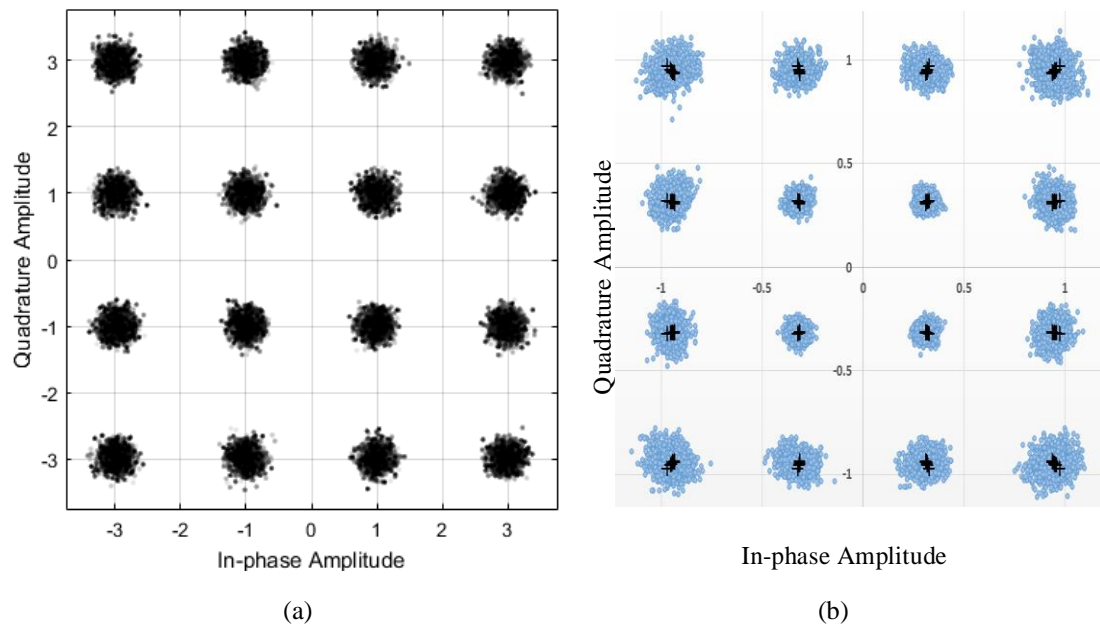 3
2
1
0
-1
-2
-3
Quadrature Amplitude
-3 -2 -1 0 1 2 3
In-phase Amplitude
(a)
1
0.5
0
-1 -0.5 0.5 1
-0.5
-1
Quadrature Amplitude
In-phase Amplitude
(b)